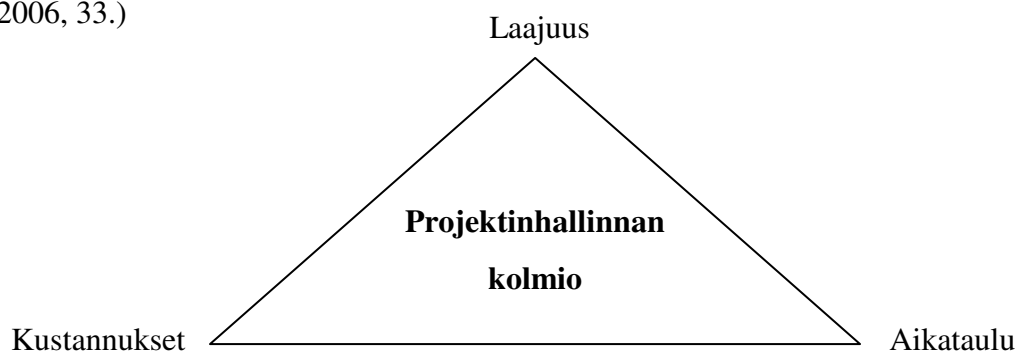 2006, 33.)
Laajuus
Projektinhallinnan
kolmio
Kustannukset
Aikataulu